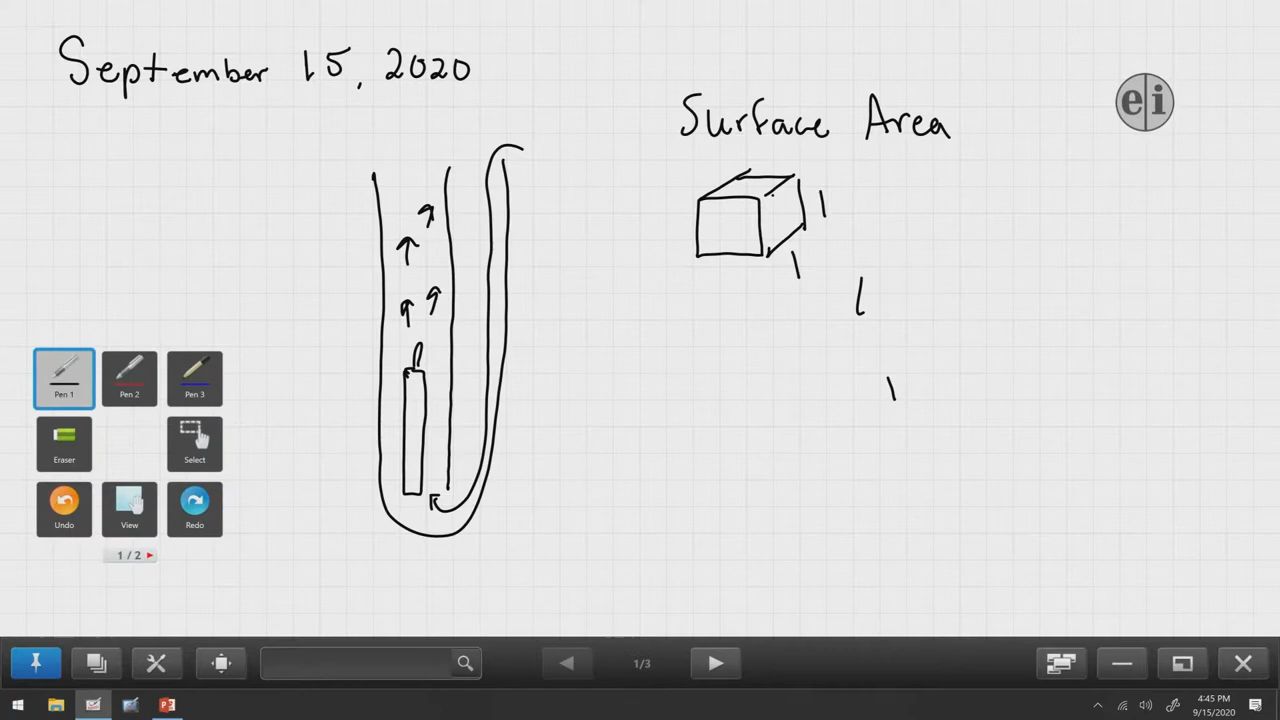 September 15, 2020
Surface Area
e|i
1
1
1
1
Pen 1
Pen 2
Pen 3
Eraser
Select
Undo
View
Redo
1 / 2
1/3
4:45 PM
9/15/2020